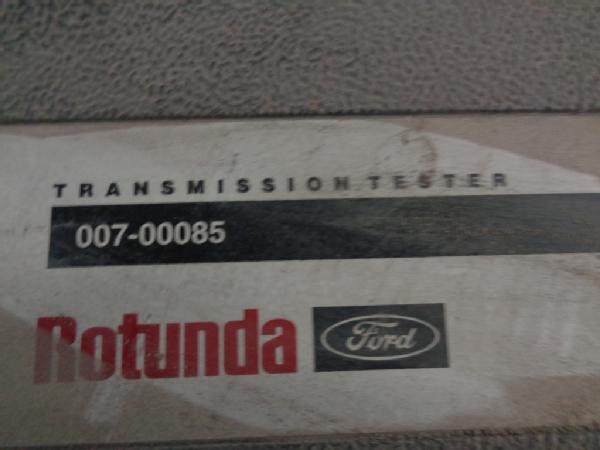 TRANSMISSION TESTER
007-00085
Rotunda Ford